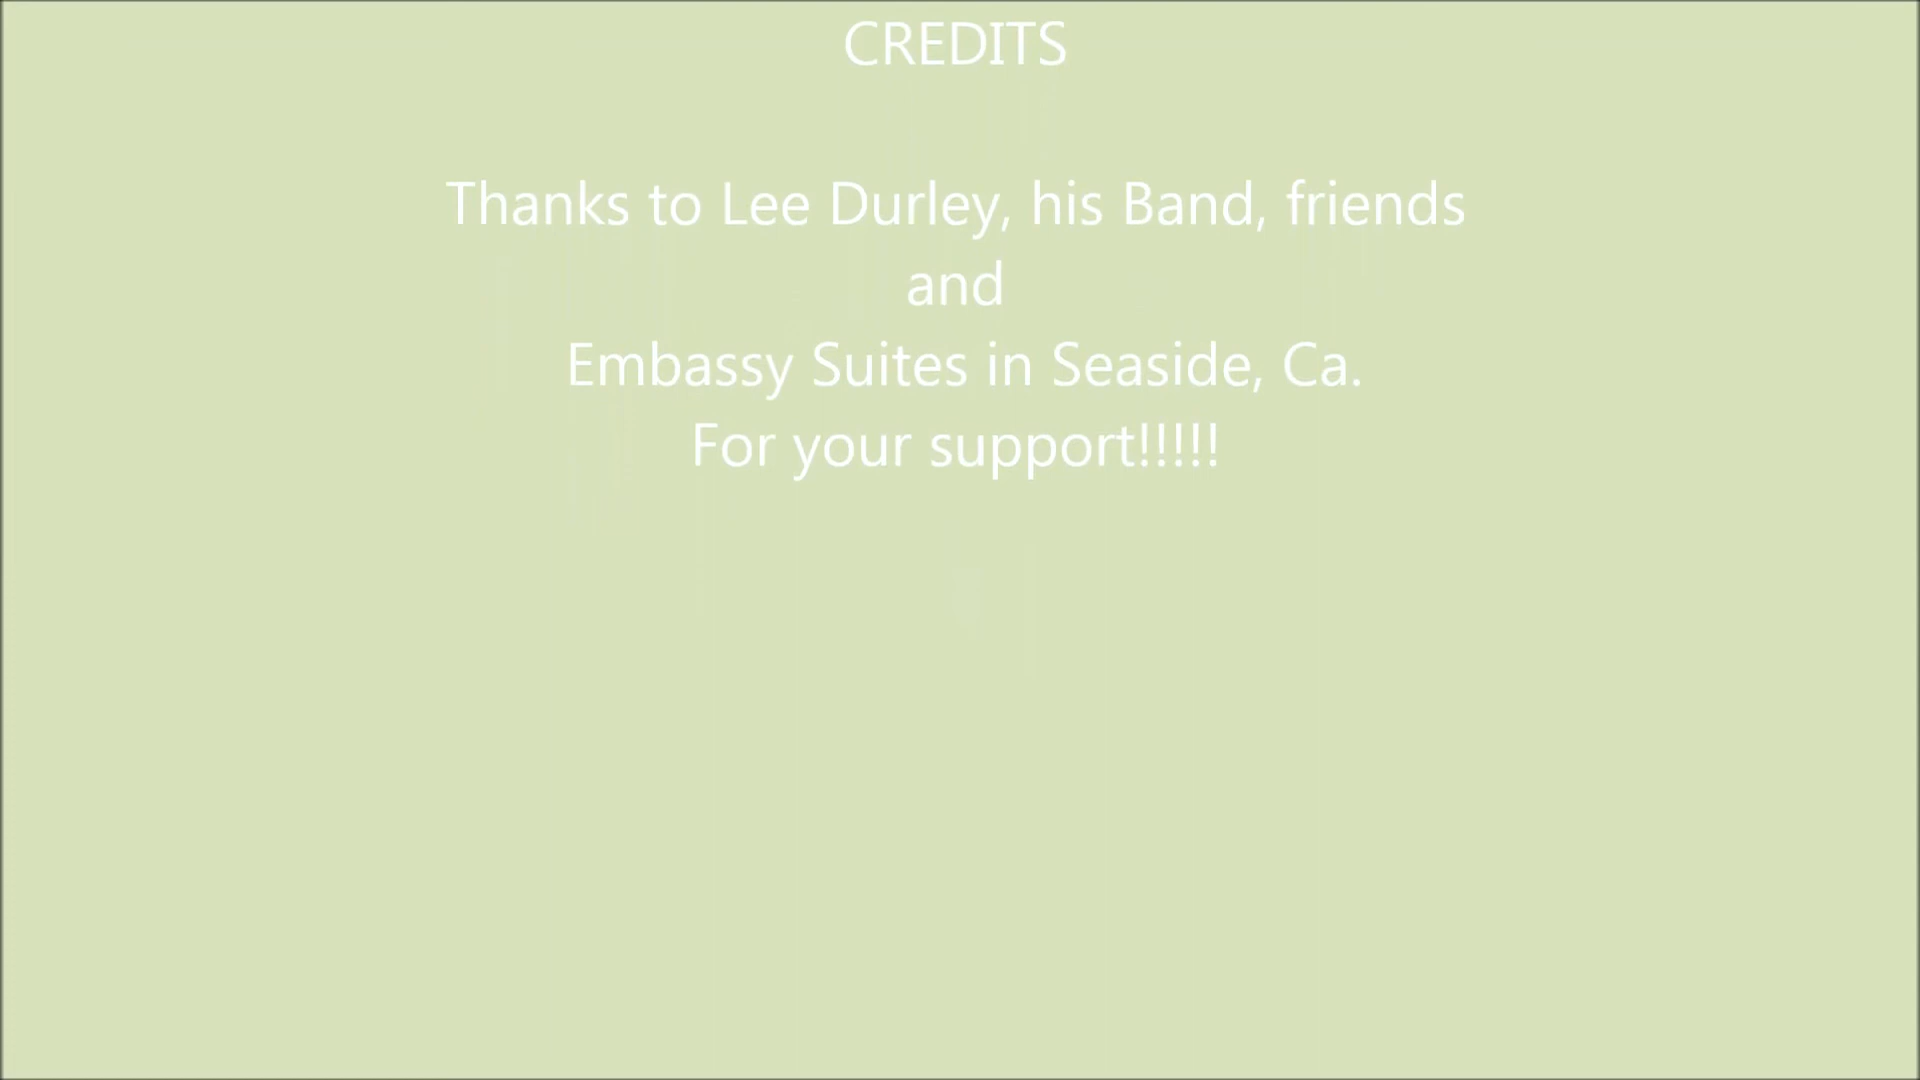 CREDITS
Thanks to Lee Durley, his Band, friends
and
Embassy Suites in Seaside, Ca.
For your support!!!!!